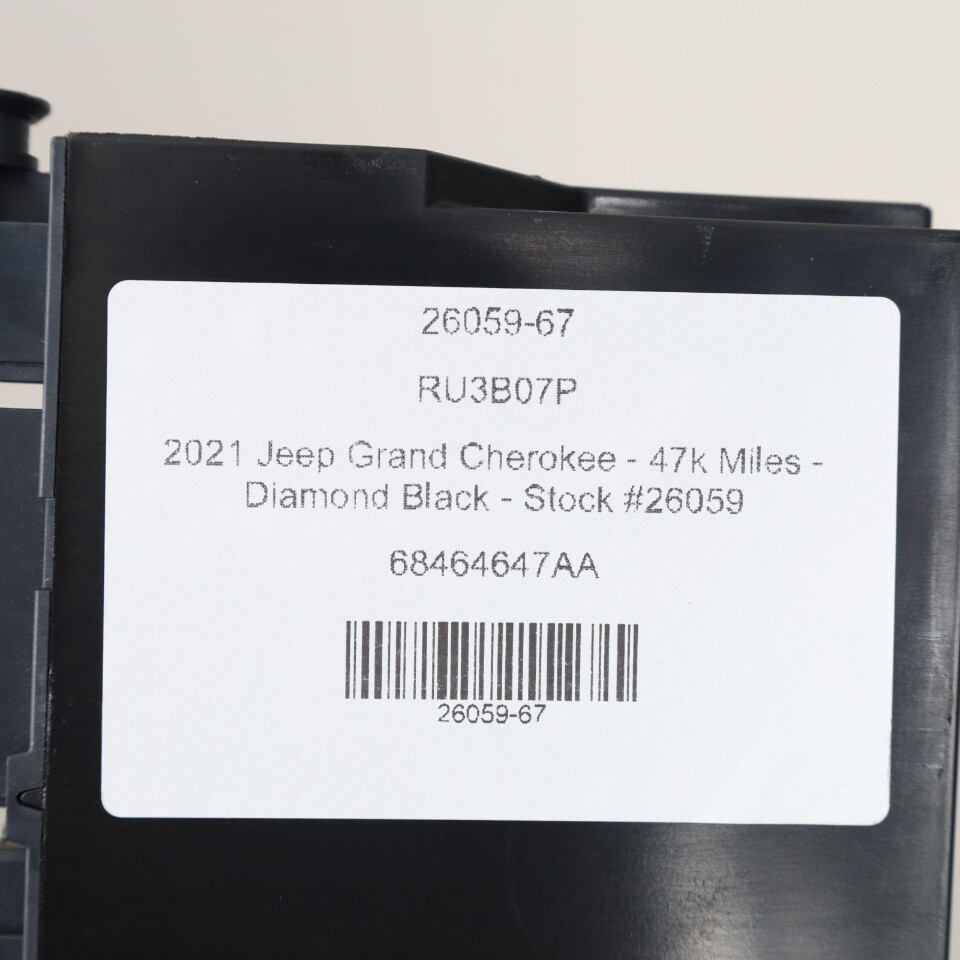 26059-67
RU3B07P
2021 Jeep Grand Cherokee - 47k Miles -
Diamond Black - Stock #26059
68464647AA
26059-67